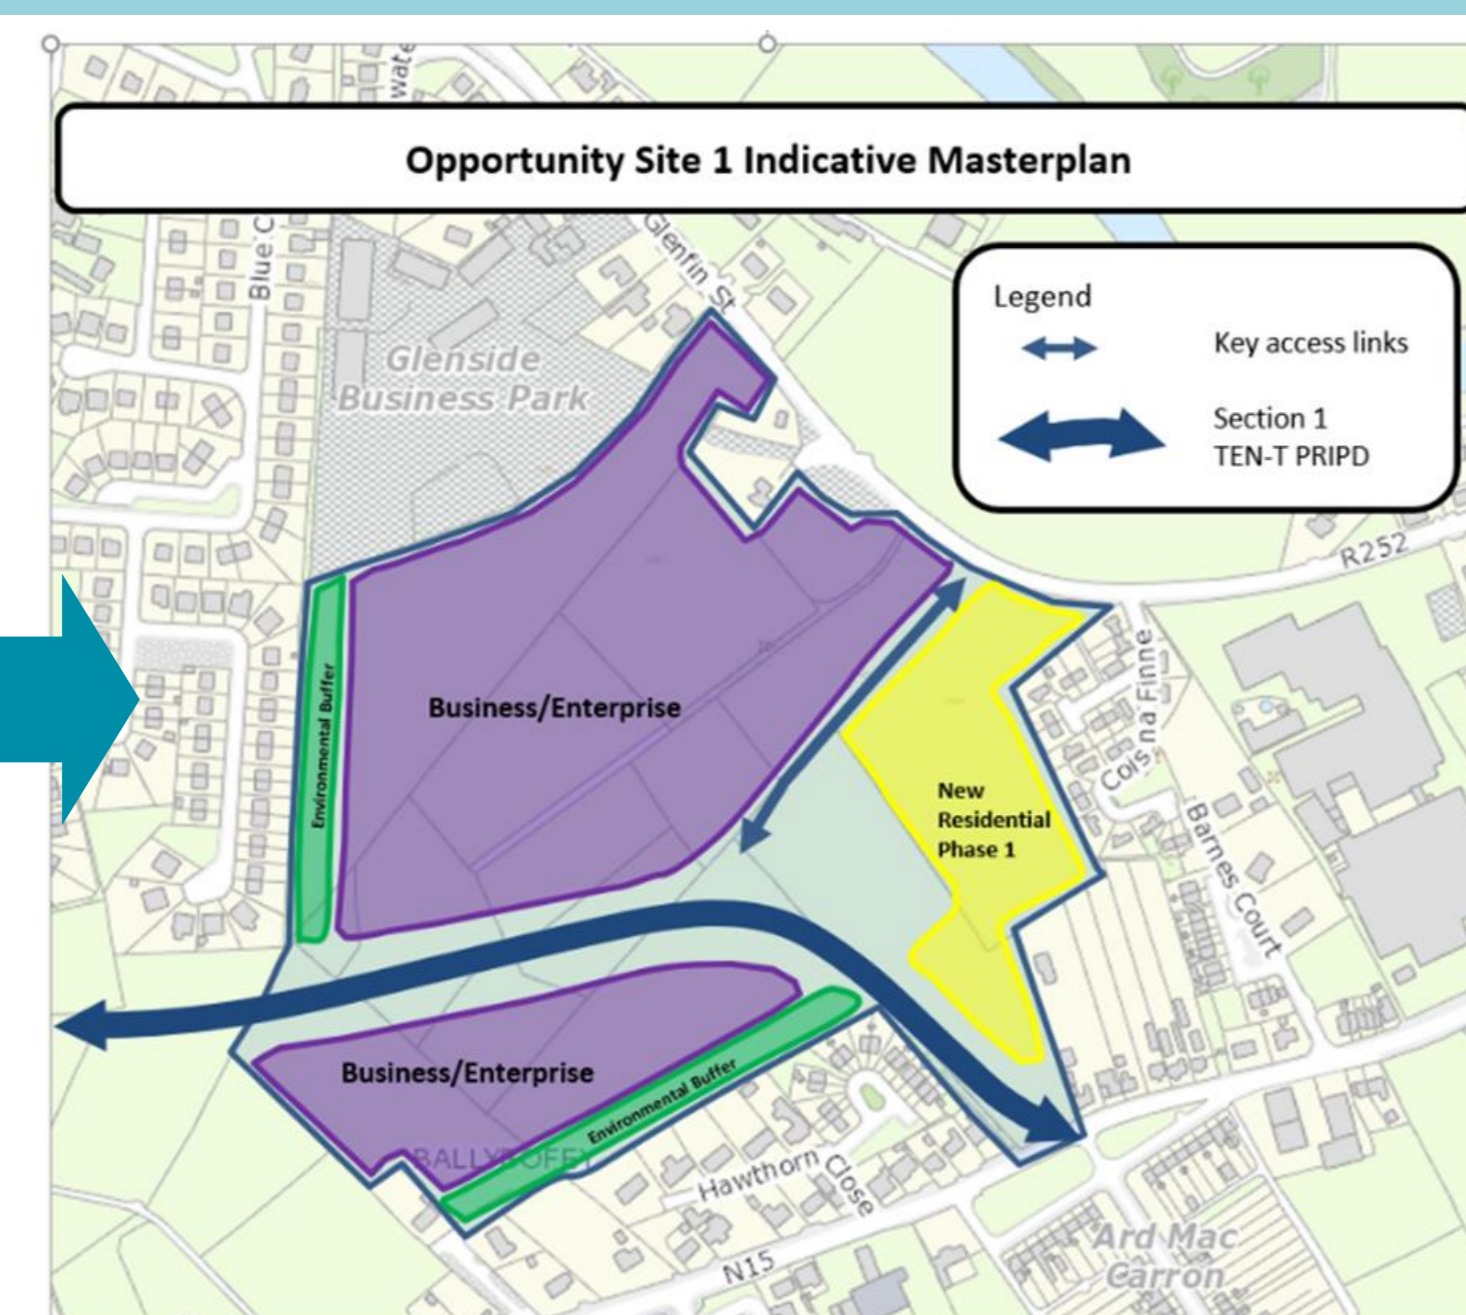 wate
Opportunity Site 1 Indicative Masterplan
Blue C
Glenfin St
Legend
Key access links
Section 1
TEN-T PRIPD
Glenside
Business Park
R252
Environmental Buffer
Business/Enterprise
New
Residential
Phase 1
Cois na Finne
Barnes Court
Business/Enterprise
Environmental Buffer
BALLYBOFEY
Hawthorn Close
N15
Ard Mac
Carron